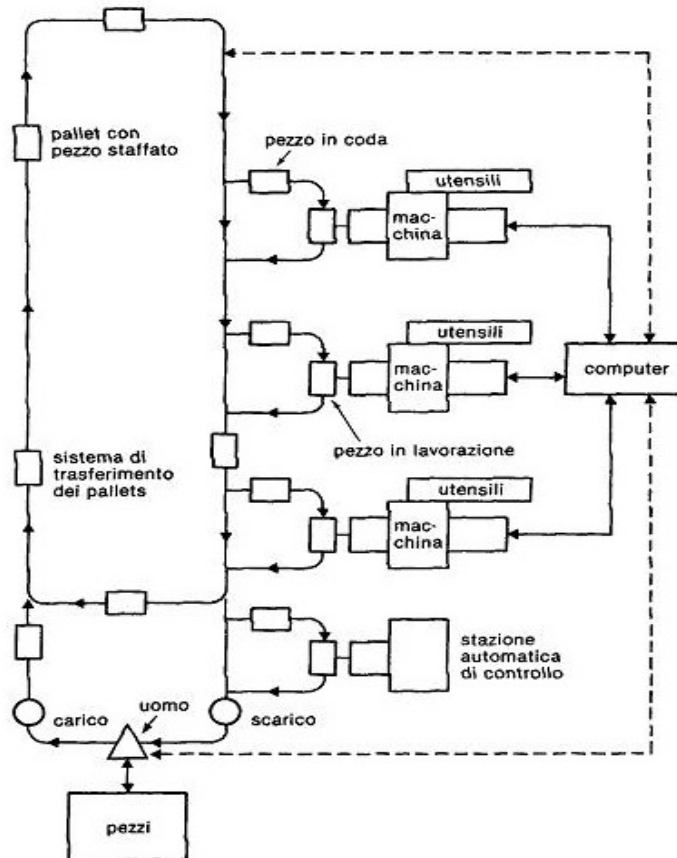 pallet con
pezzo staffato
pezzo in coda
utensili
mac-
china
utensili
mac-
china
computer
pezzo in lavorazione
sistema di
trasferimento
dei pallets
utensili
mac-
china
stazione
automatica
di controllo
uomo
carico
scarico
pezzi